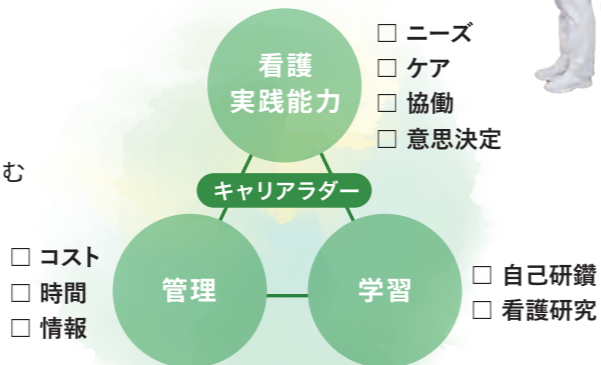 看護
実践能力
□ ニーズ
□ ケア
□ 協働
□ 意思決定
む
キャリアラダー
□ コスト
□ 時間
□ 情報
管理
学習
□ 自己研鑽
□ 看護研究